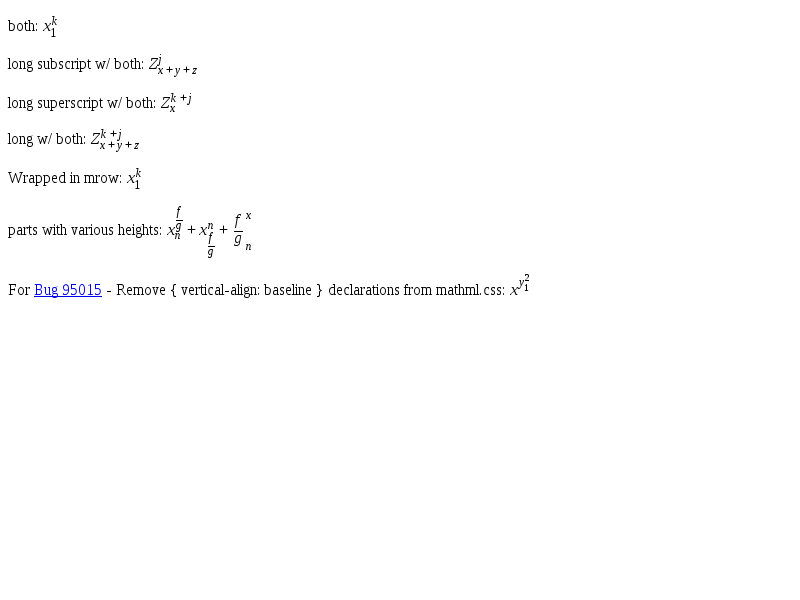 both: $x_1^k$
long subscript w/ both: $Z_{x+y+z}^j$
long superscript w/ both: $Z_x^{k+j}$
long w/ both: $Z_{x+y+z}^{k+j}$
Wrapped in mrow: $x_1^k$
parts with various heights: $x_n^{\frac{f}{g}} + x_{\frac{f}{g}}^n + \frac{f}{g}_n^x$
For Bug 95015 - Remove { vertical-align: baseline } declarations from mathml.css: $x^{y_1^2}$